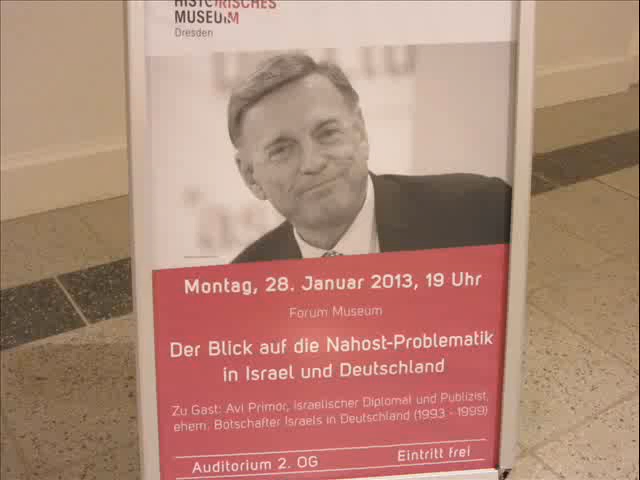 HISTORISCHES
MUSEUM
Dresden
Montag, 28. Januar 2013, 19 Uhr
Forum Museum
Der Blick auf die Nahost-Problematik
in Israel und Deutschland
Zu Gast: Avi Primor, israelischer Diplomat und Publizist,
ehem. Botschafter Israels in Deutschland (1993 - 1999)
Auditorium 2. OG
Eintritt frei